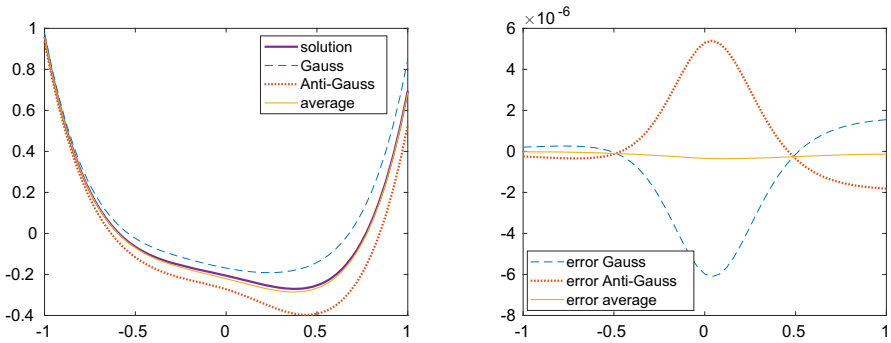 1
0.8
0.6
0.4
0.2
0
-0.2
-0.4
-1 -0.5 0 0.5 1
solution
Gauss
Anti-Gauss
average
×10 -6
6
4
2
0
-2
-4
-6
-8
-1 -0.5 0 0.5 1
error Gauss
error Anti-Gauss
error average